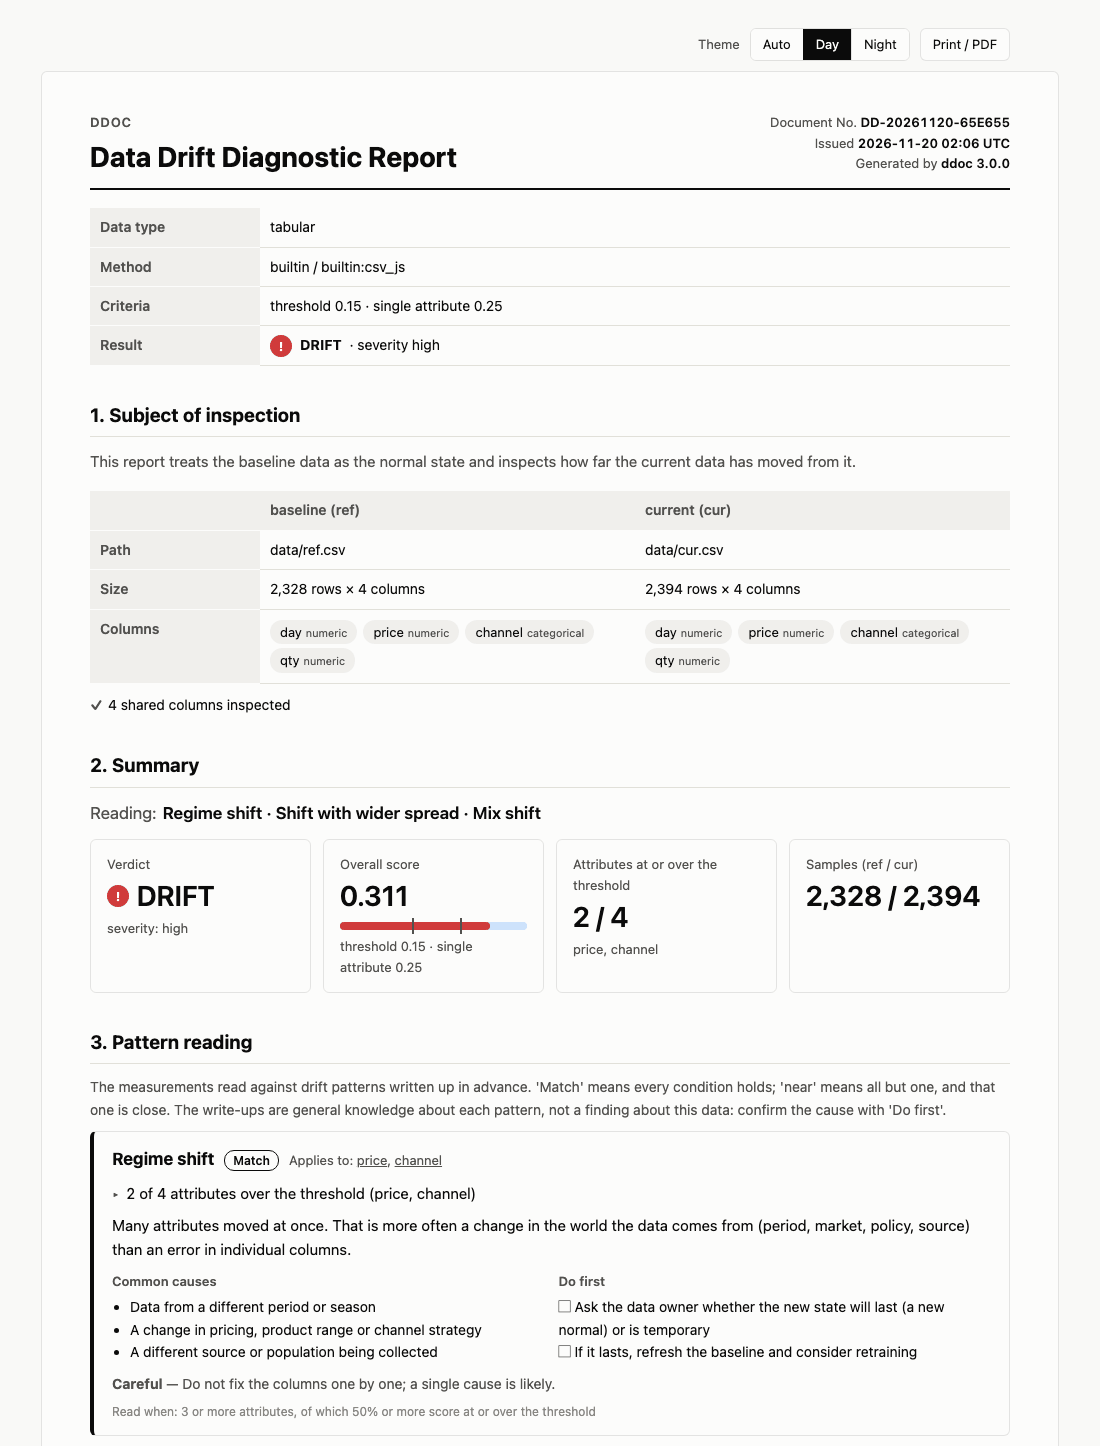 Theme Auto Day Night Print / PDF
DDOC
Data Drift Diagnostic Report
Document No. DD-20261120-65E655
Issued 2026-11-20 02:06 UTC
Generated by ddoc 3.0.0
Data type tabular
Method builtin / builtin:csv_js
Criteria threshold 0.15 · single attribute 0.25
Result ! DRIFT · severity high
1. Subject of inspection
This report treats the baseline data as the normal state and inspects how far the current data has moved from it.
baseline (ref) current (cur)
Path data/ref.csv data/cur.csv
Size 2,328 rows × 4 columns 2,394 rows × 4 columns
Columns day numeric price numeric channel categorical day numeric price numeric channel categorical
qty numeric qty numeric
✓ 4 shared columns inspected
2. Summary
Reading: Regime shift · Shift with wider spread · Mix shift
Verdict
! DRIFT
severity: high
Overall score
0.311
threshold 0.15 · single
attribute 0.25
Attributes at or over the
threshold
2 / 4
price, channel
Samples (ref / cur)
2,328 / 2,394
3. Pattern reading
The measurements read against drift patterns written up in advance. 'Match' means every condition holds; 'near' means all but one, and that
one is close. The write-ups are general knowledge about each pattern, not a finding about this data: confirm the cause with 'Do first'.
Regime shift Match Applies to: price, channel
▸ 2 of 4 attributes over the threshold (price, channel)
Many attributes moved at once. That is more often a change in the world the data comes from (period, market, policy, source)
than an error in individual columns.
Common causes
• Data from a different period or season
• A change in pricing, product range or channel strategy
• A different source or population being collected
Do first
☐ Ask the data owner whether the new state will last (a new
normal) or is temporary
☐ If it lasts, refresh the baseline and consider retraining
Careful — Do not fix the columns one by one; a single cause is likely.
Read when: 3 or more attributes, of which 50% or more score at or over the threshold